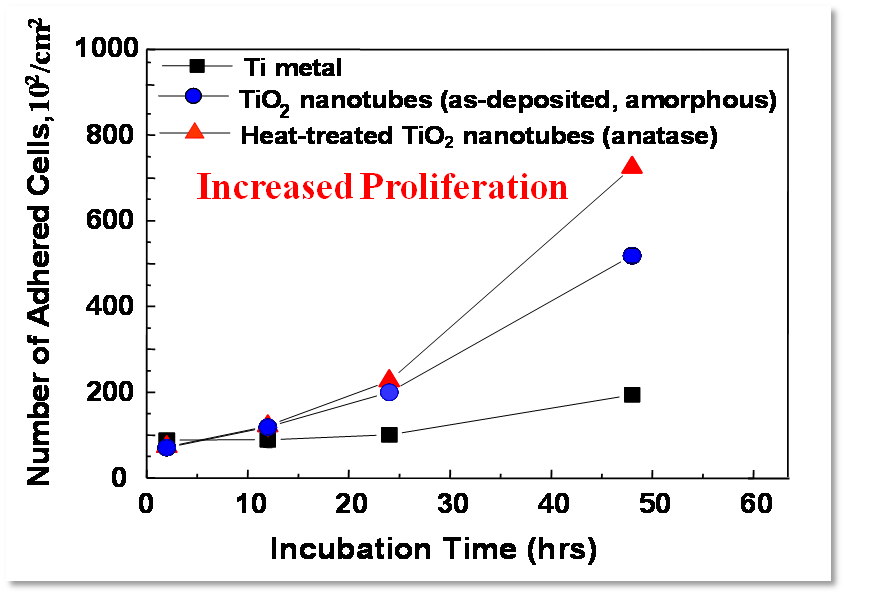 1000
800
600
400
200
0
Number of Adhered Cells, 10²/cm²
Ti metal
TiO₂ nanotubes (as-deposited, amorphous)
Heat-treated TiO₂ nanotubes (anatase)
Increased Proliferation
0 10 20 30 40 50 60
Incubation Time (hrs)